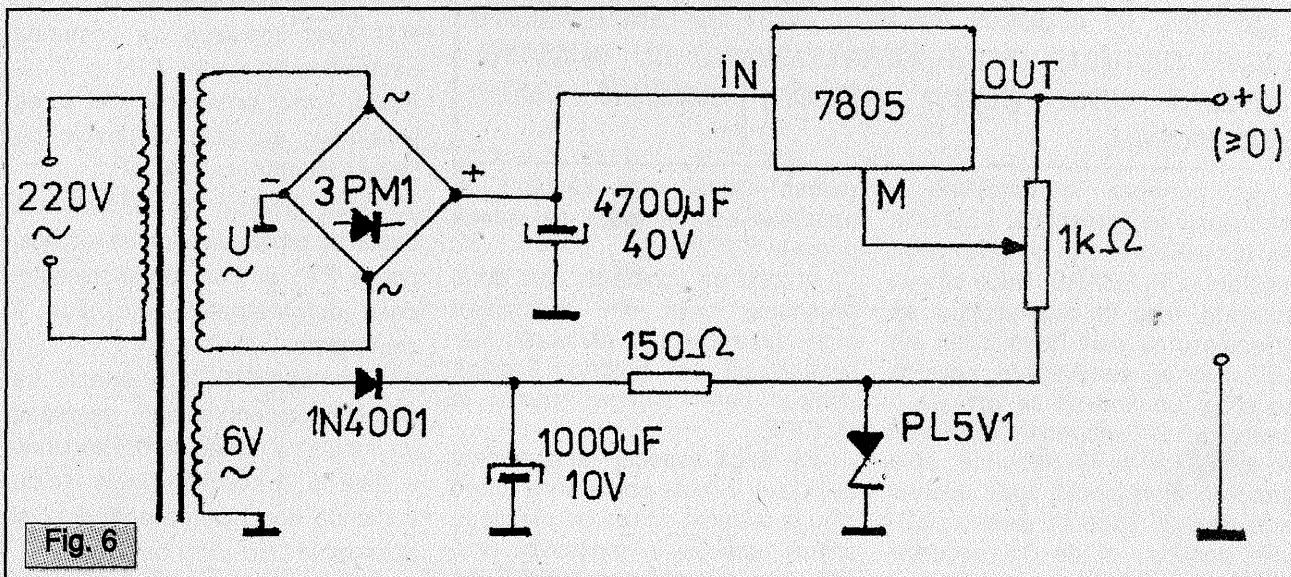 220V
~
~
3PM1
-
+
U
~
~
iN
7805
OUT
M
+U
(≥0)
4700µF
40V
1kΩ
150Ω
1N4001
6V
~
1000uF
10V
PL5V1
Fig. 6